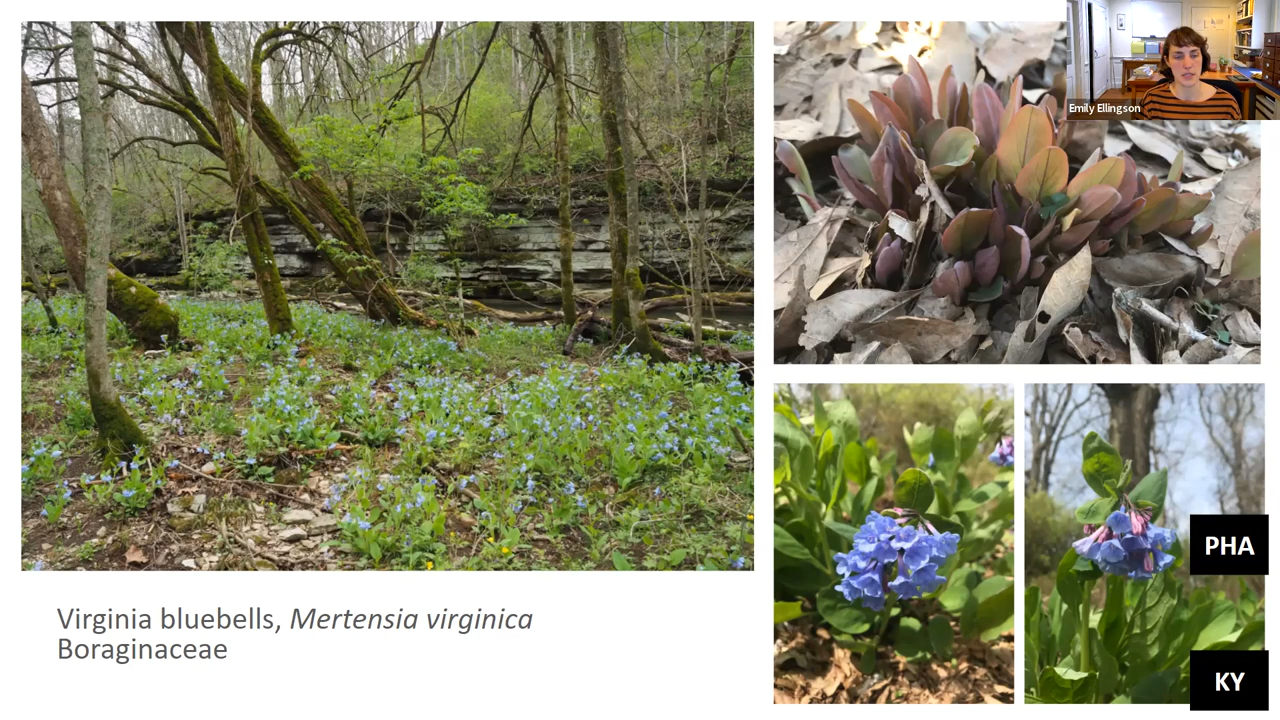 Emily Ellingson
PHA
KY
Virginia bluebells, Mertensia virginica
Boraginaceae